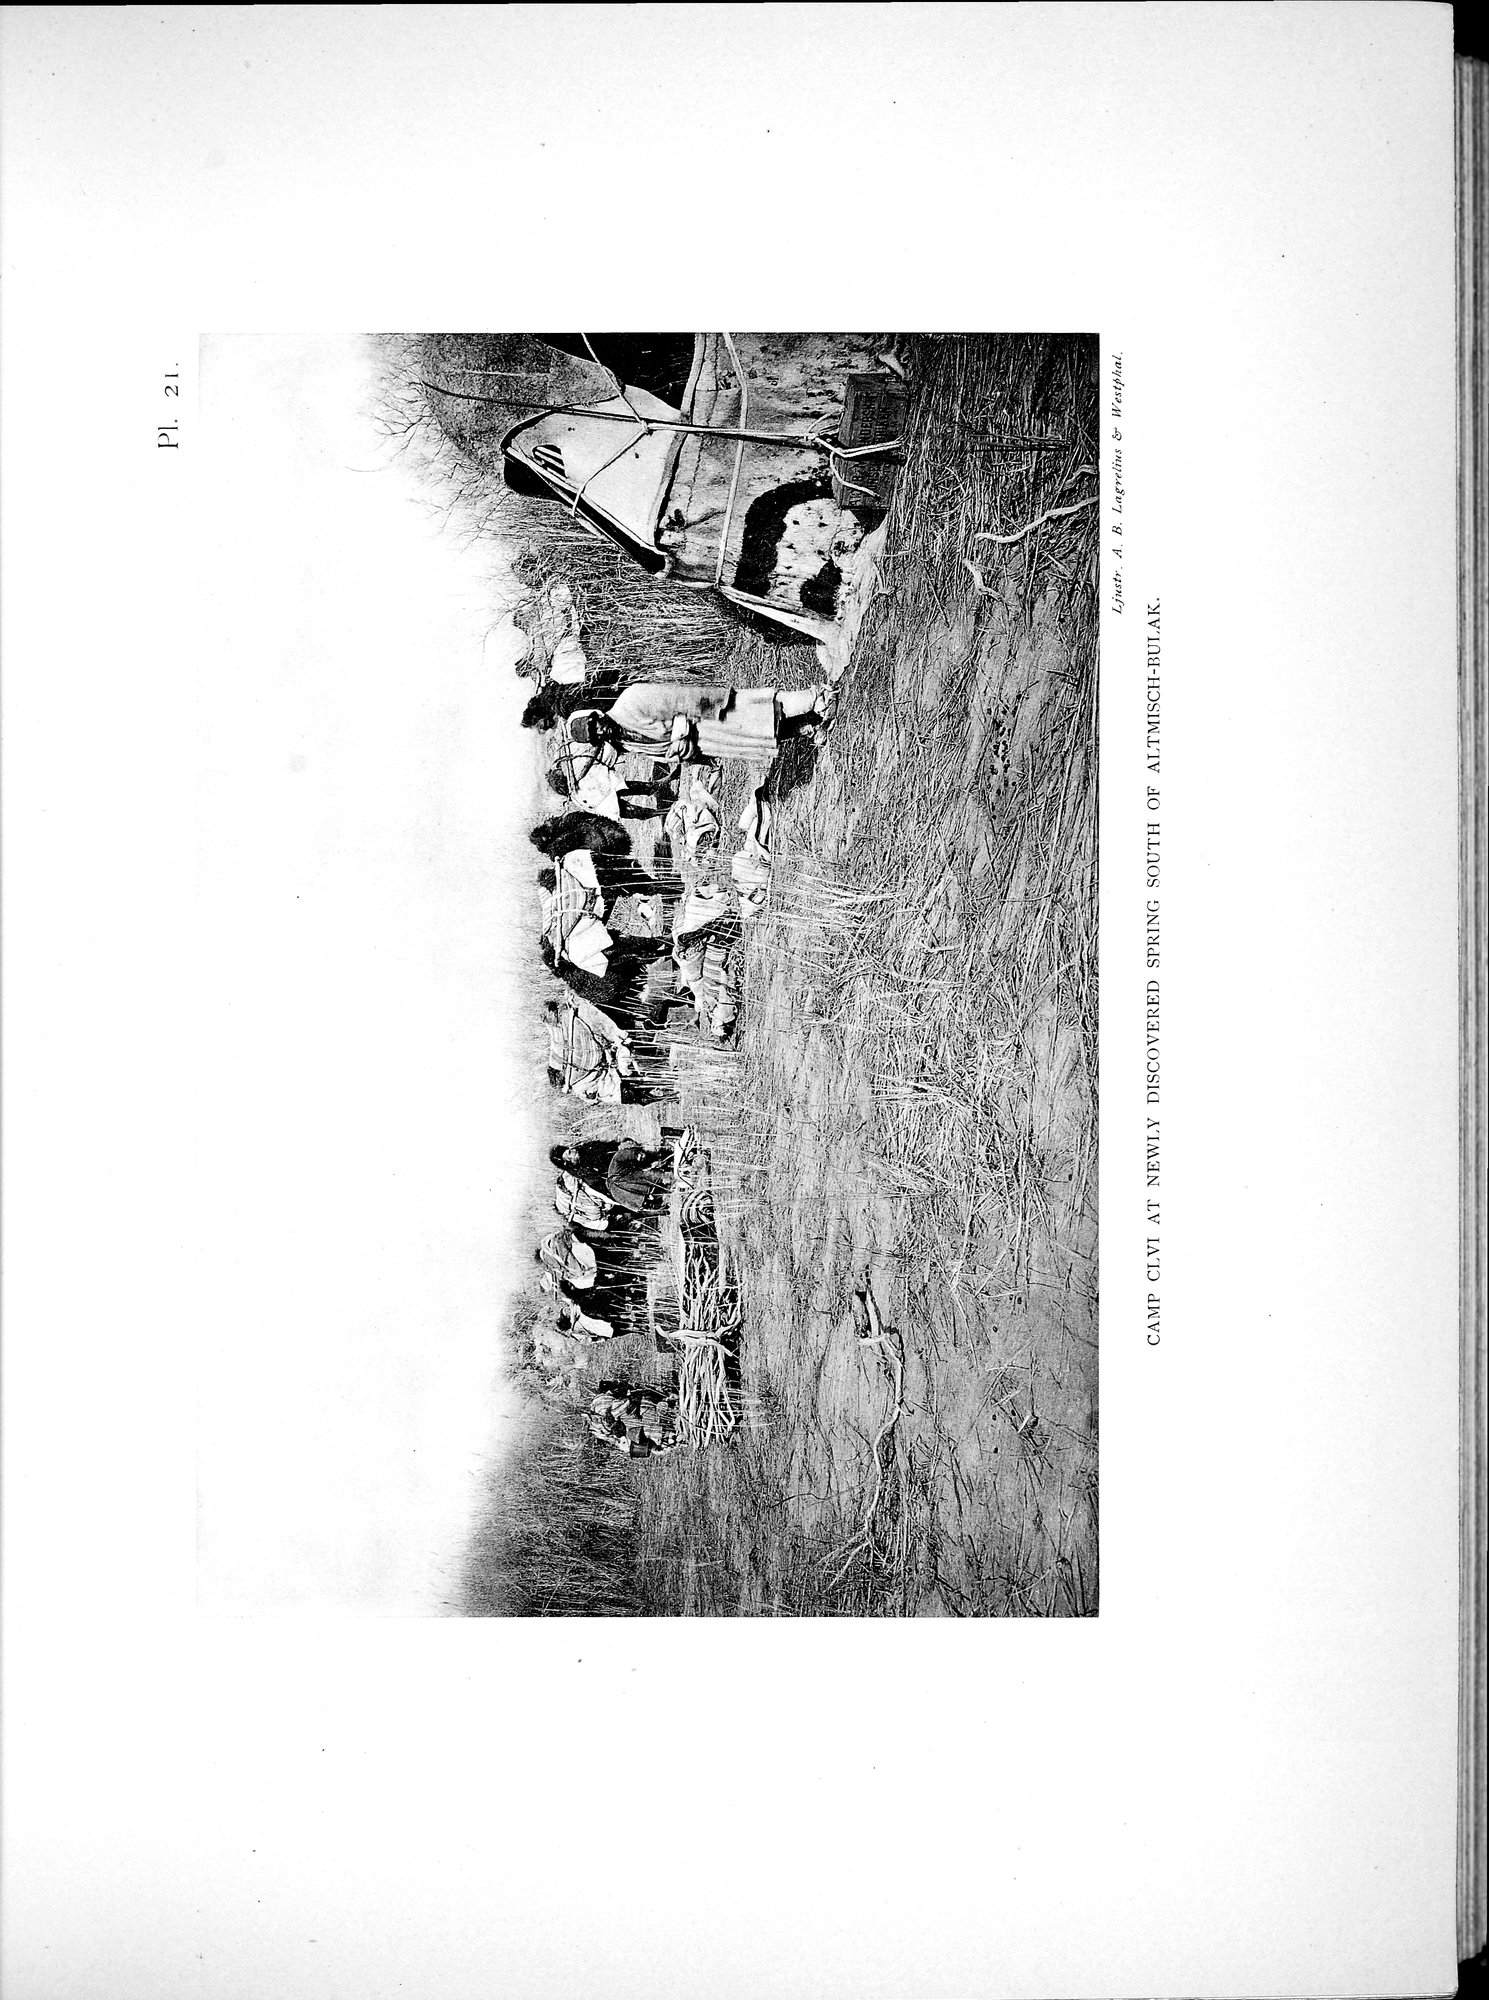 Pl. 21.
Ljustr. A. B. Lagrelius & Westphal.
CAMP CLVI AT NEWLY DISCOVERED SPRING SOUTH OF ALTMISCH-BULAK.